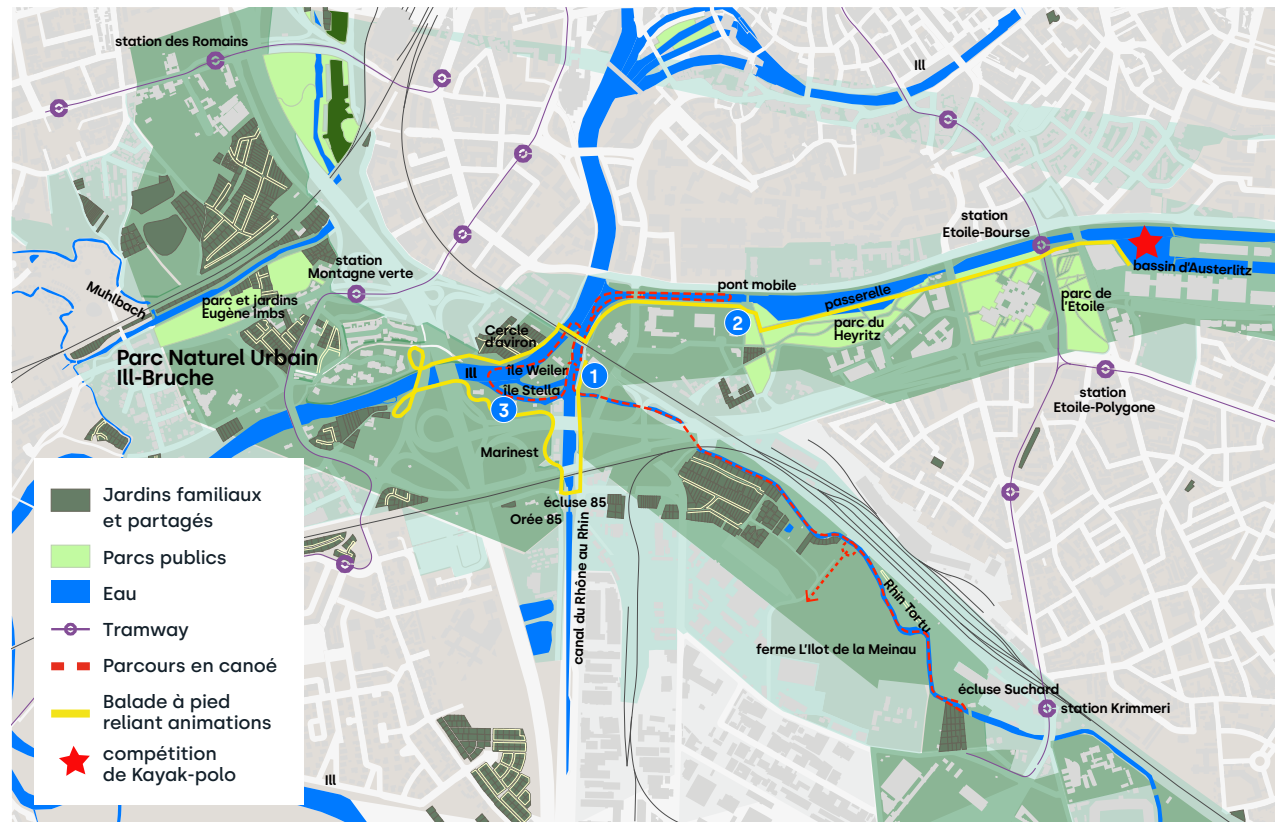 station des Romains
Ill
station
Etoile-Bourse
bassin d'Austerlitz
station
Montagne verte
Muhlbach
parc et jardins
Eugène Imbs
pont mobile
passerelle
parc de
l'Etoile
parc du
Heyritz
2
Cercle
d'aviron
Parc Naturel Urbain
Ill-Bruche
Ill
île Weiler
île Stella
1
3
station
Etoile-Polygone
Marinest
écluse 85
Orée 85
canal du Rhône au Rhin
Rhin Tortu
ferme L'Ilot de la Meinau
écluse Suchard
station Krimmeri
Ill
Jardins familiaux
et partagés
Parcs publics
Eau
Tramway
Parcours en canoé
Balade à pied
reliant animations
compétition
de Kayak-polo